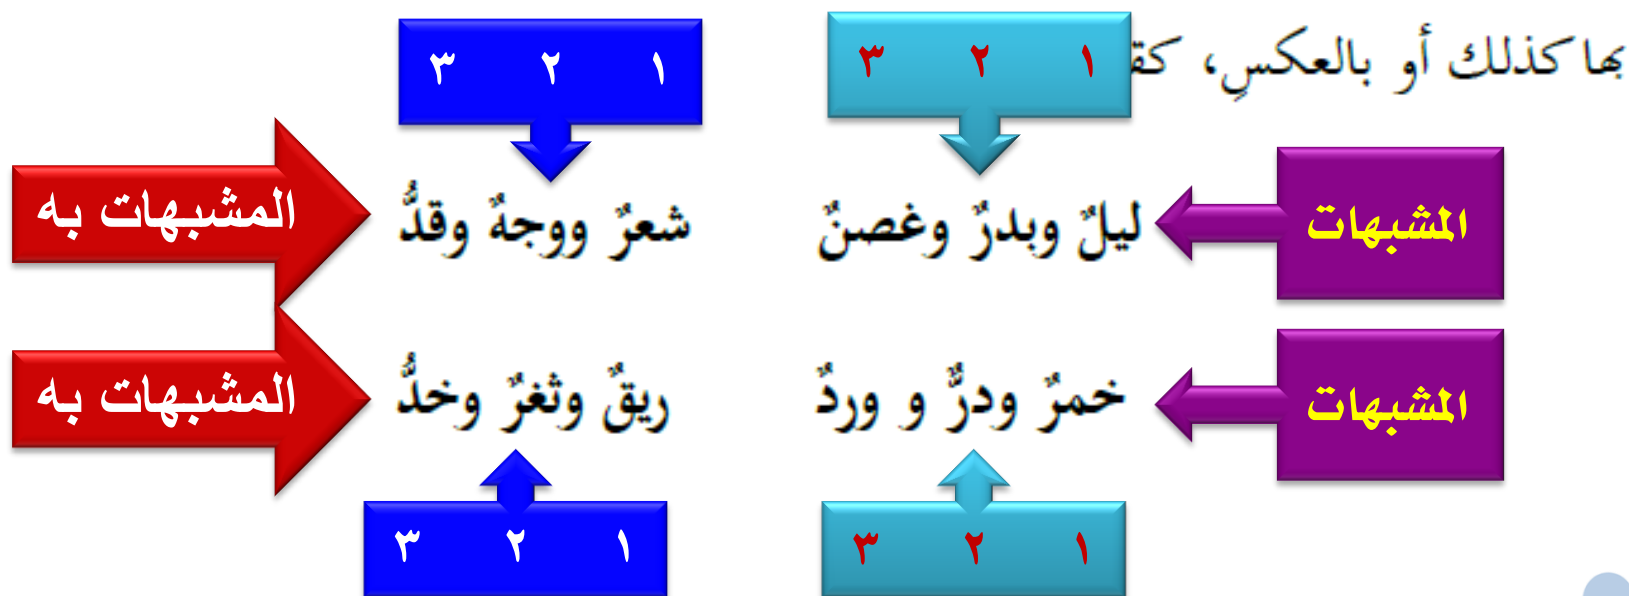 بها كذلك أو بالعكسِ، كقـ
١ ٢ ٣
١ ٢ ٣
المشبهات
ليلٌ وبدرٌ وغصنٌ
شعرٌ ووجهٌ وقدٌّ
المشبهات به
المشبهات
خمرٌ ودرٌّ و وردٌ
ريقٌ وثغرٌ وخدٌّ
المشبهات به
١ ٢ ٣
١ ٢ ٣